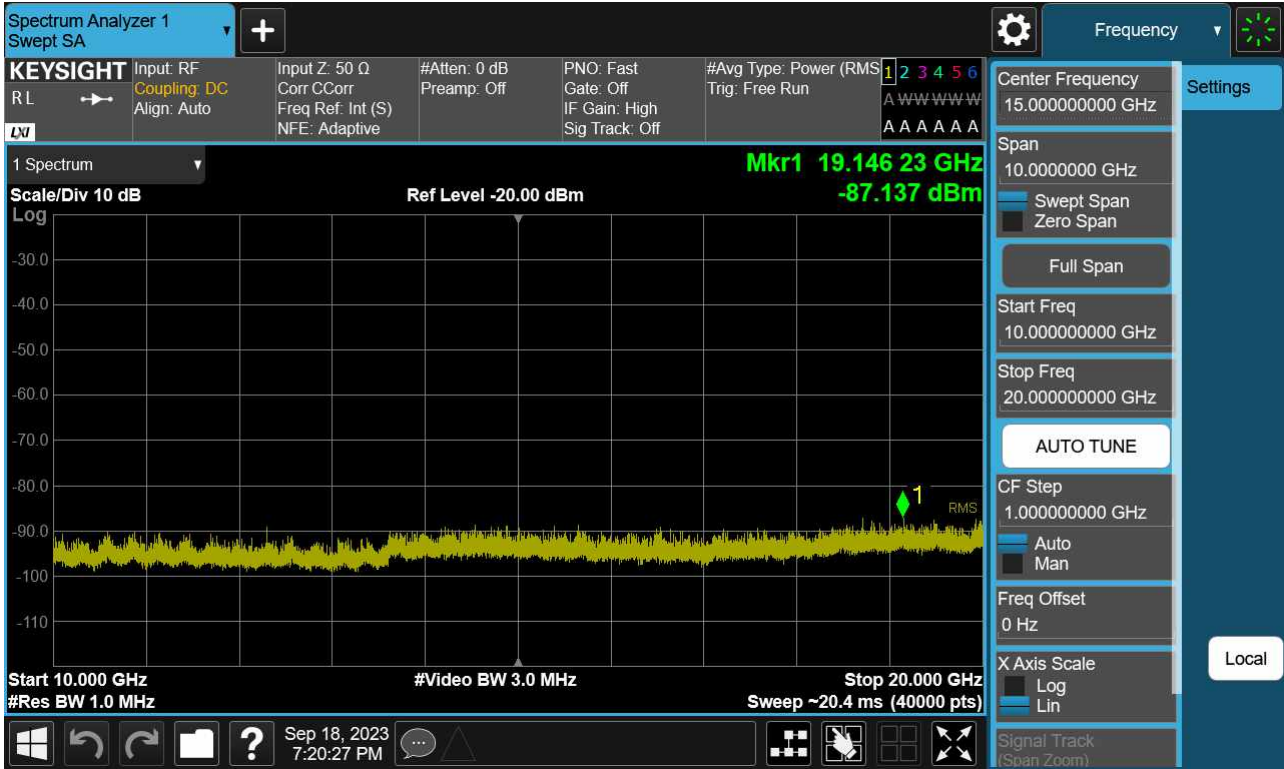 Spectrum Analyzer 1
Swept SA
+
Frequency
KEYSIGHT
R L
LXI
Input: RF
Coupling: DC
Align: Auto
Input Z: 50 Ω
Corr CCorr
Freq Ref: Int (S)
NFE: Adaptive
#Atten: 0 dB
Preamp: Off
PNO: Fast
Gate: Off
IF Gain: High
Sig Track: Off
#Avg Type: Power (RMS
Trig: Free Run
1 2 3 4 5 6
A W W W W W
A A A A A A
1 Spectrum
Scale/Div 10 dB
Log
Ref Level -20.00 dBm
Mkr1 19.146 23 GHz
-87.137 dBm
-30.0
-40.0
-50.0
-60.0
-70.0
-80.0
-90.0
-100
-110
1
RMS
Start 10.000 GHz
#Res BW 1.0 MHz
#Video BW 3.0 MHz
Stop 20.000 GHz
Sweep ~20.4 ms (40000 pts)
?
Sep 18, 2023
7:20:27 PM
Center Frequency
15.000000000 GHz
Span
10.0000000 GHz
Swept Span
Zero Span
Full Span
Start Freq
10.000000000 GHz
Stop Freq
20.000000000 GHz
AUTO TUNE
CF Step
1.000000000 GHz
Auto
Man
Freq Offset
0 Hz
X Axis Scale
Log
Lin
Signal Track
(Span Zoom)
Settings
Local